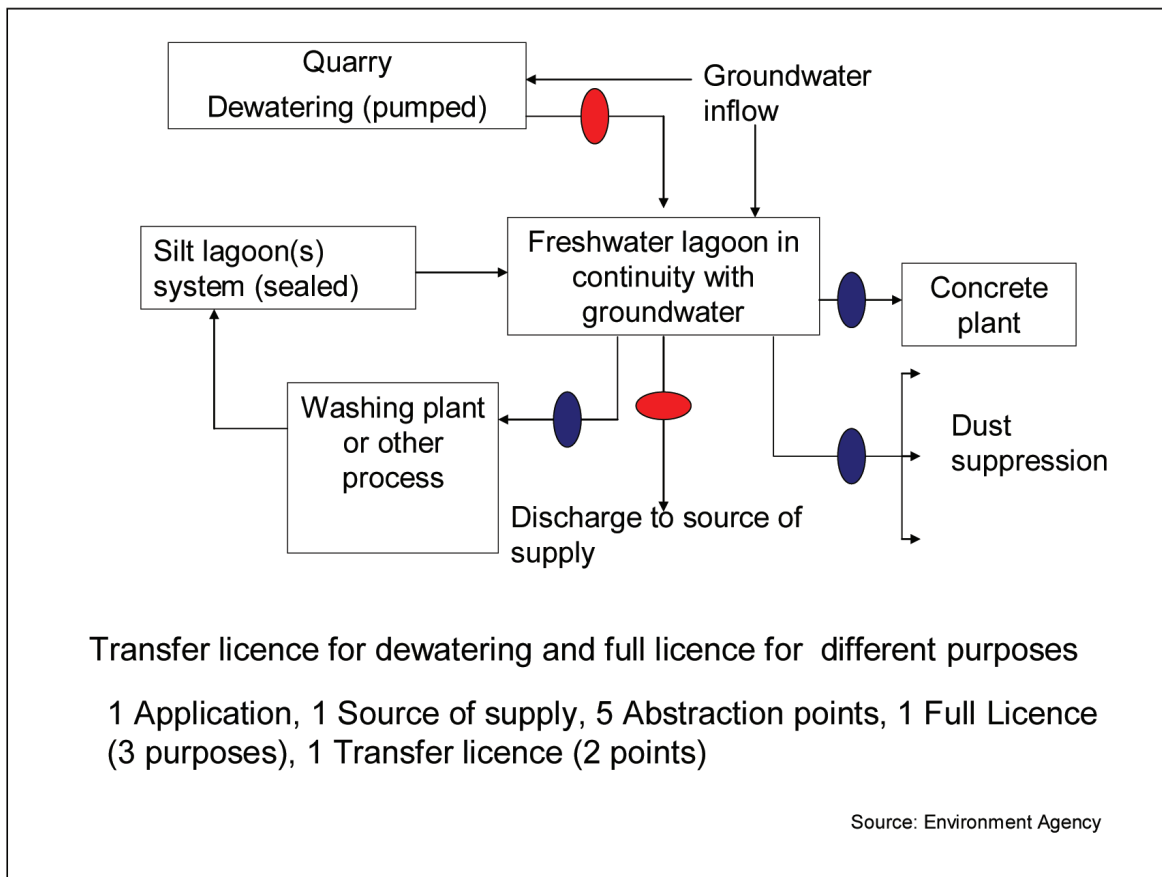 Quarry
Dewatering (pumped)
Groundwater
inflow
Silt lagoon(s)
system (sealed)
Freshwater lagoon in
continuity with
groundwater
Concrete
plant
Washing plant
or other
process
Dust
suppression
Discharge to source of
supply
Transfer licence for dewatering and full licence for different purposes
1 Application, 1 Source of supply, 5 Abstraction points, 1 Full Licence
(3 purposes), 1 Transfer licence (2 points)
Source: Environment Agency